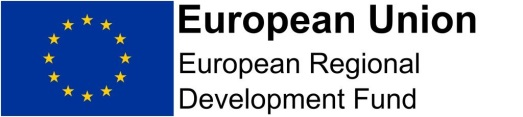 European Union
European Regional
Development Fund